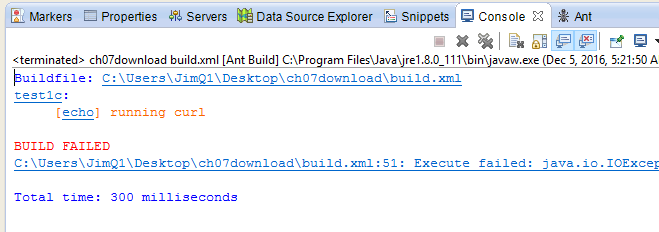 Markers Properties Servers Data Source Explorer Snippets Console Ant
<terminated> ch07download build.xml [Ant Build] C:\Program Files\Java\jre1.8.0_111\bin\javaw.exe (Dec 5, 2016, 5:21:50 A
Buildfile: C:\Users\JimQ1\Desktop\ch07download\build.xml
test1c:
[echo] running curl
BUILD FAILED
C:\Users\JimQ1\Desktop\ch07download\build.xml:51: Execute failed: java.io.IOExcep
Total time: 300 milliseconds